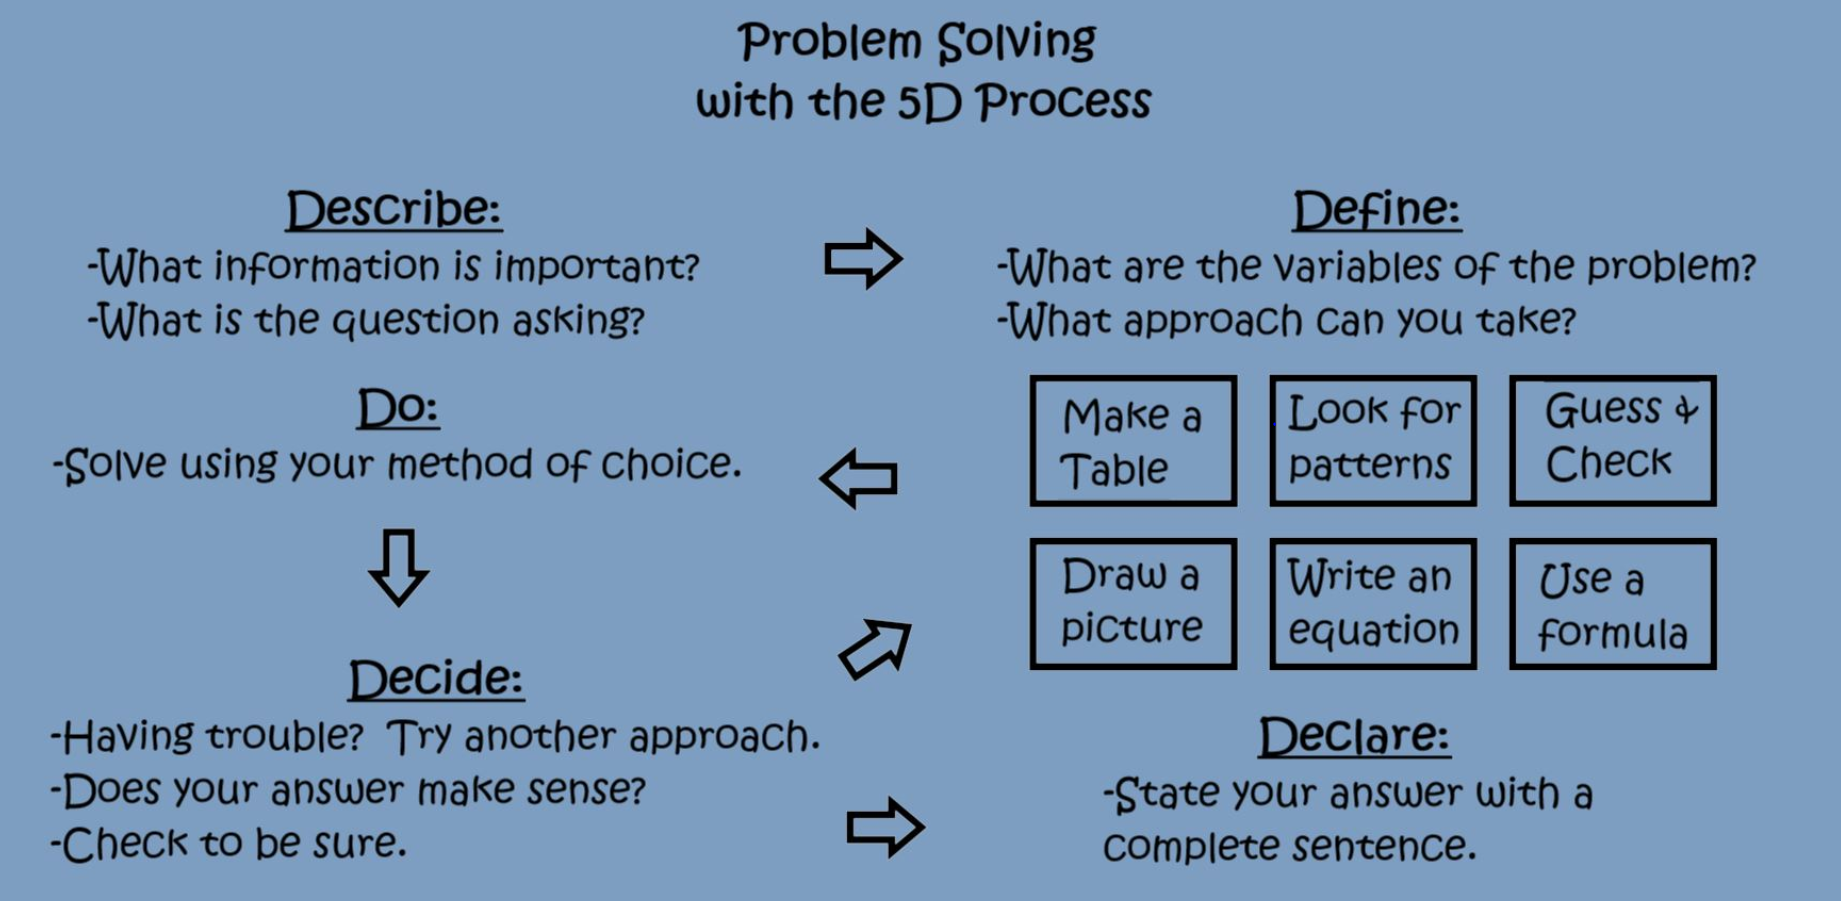 Problem Solving
with the 5D Process
Describe:
-What information is important?
-What is the question asking?
Define:
-What are the variables of the problem?
-What approach can you take?
Make a
Table
Look for
patterns
Guess &
Check
Draw a
picture
Write an
equation
Use a
formula
Do:
-Solve using your method of choice.
Decide:
-Having trouble? Try another approach.
-Does your answer make sense?
-Check to be sure.
Declare:
-State your answer with a
complete sentence.